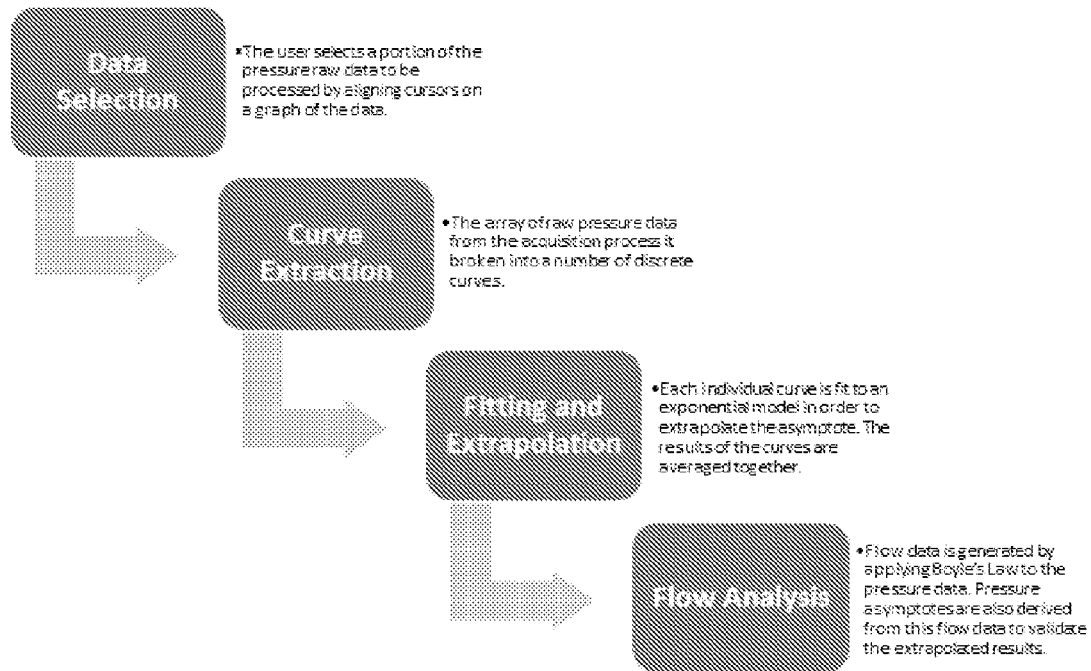 Data
Selection
•The user selects a portion of the
pressure raw data to be
processed by aligning cursors on
a graph of the data.
Curve
Extraction
•The array of raw pressure data
from the acquisition process it
broken into a number of discrete
curves.
Fitting and
Extrapolation
•Each individual curve is fit to an
exponential model in order to
extrapolate the asymptote. The
results of the curves are
averaged together.
Flow Analysis
•Flow data is generated by
applying Boyle's Law to the
pressure data. Pressure
asymptotes are also derived
from this flow data to validate
the extrapolated results.